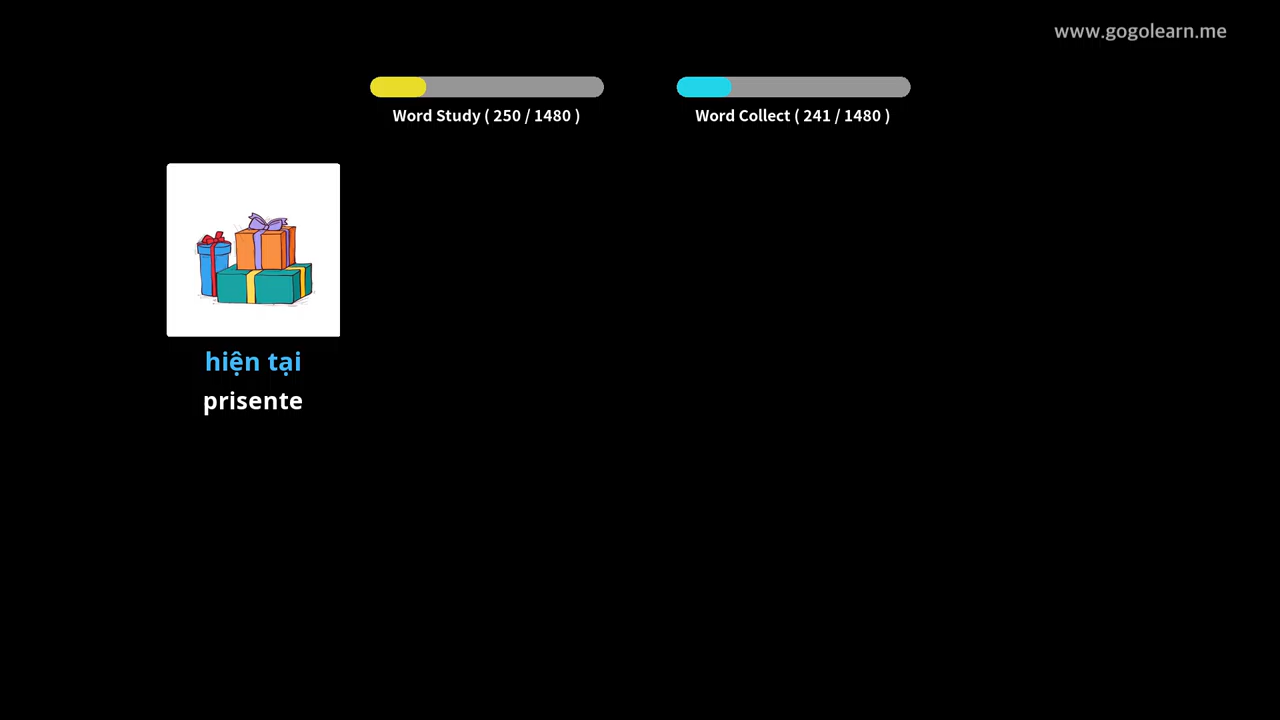 www.gogolearn.me
Word Study ( 250 / 1480 )
Word Collect ( 241 / 1480 )
hiện tại
prisente